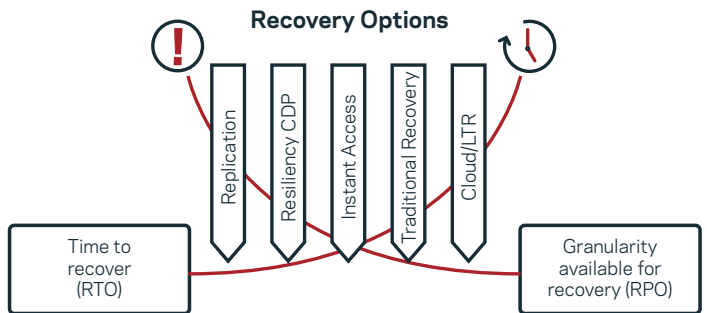 Recovery Options
!
Replication
Resiliency CDP
Instant Access
Traditional Recovery
Cloud/LTR
Time to
recover
(RTO)
Granularity
available for
recovery (RPO)